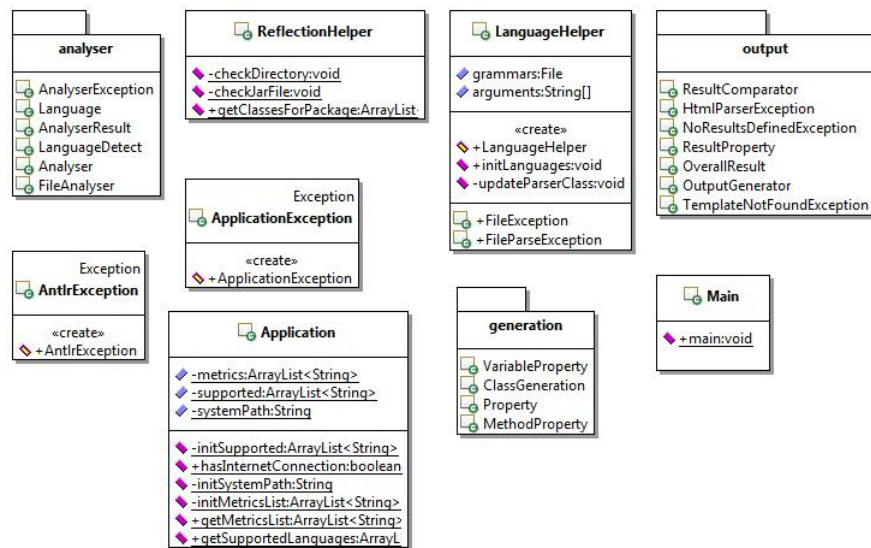 analyser
AnalyserException
Language
AnalyserResult
LanguageDetect
Analyser
FileAnalyser
ReflectionHelper
-checkDirectory:void
-checkJarFile:void
+getClassesForPackage:ArrayList
LanguageHelper
grammars:File
arguments:String[]
«create»
+LanguageHelper
+initLanguages:void
-updateParserClass:void
+FileException
+FileParseException
output
ResultComparator
HtmlParserException
NoResultsDefinedException
ResultProperty
OverallResult
OutputGenerator
TemplateNotFoundException
Exception
ApplicationException
«create»
+ApplicationException
Exception
AntlrException
«create»
+AntlrException
Application
-metrics:ArrayList<String>
-supported:ArrayList<String>
-systemPath:String
-initSupported:ArrayList<String>
+hasInternetConnection:boolean
-initSystemPath:String
-initMetricsList:ArrayList<String>
+getMetricsList:ArrayList<String>
+getSupportedLanguages:ArrayL
generation
VariableProperty
ClassGeneration
Property
MethodProperty
Main
+main:void